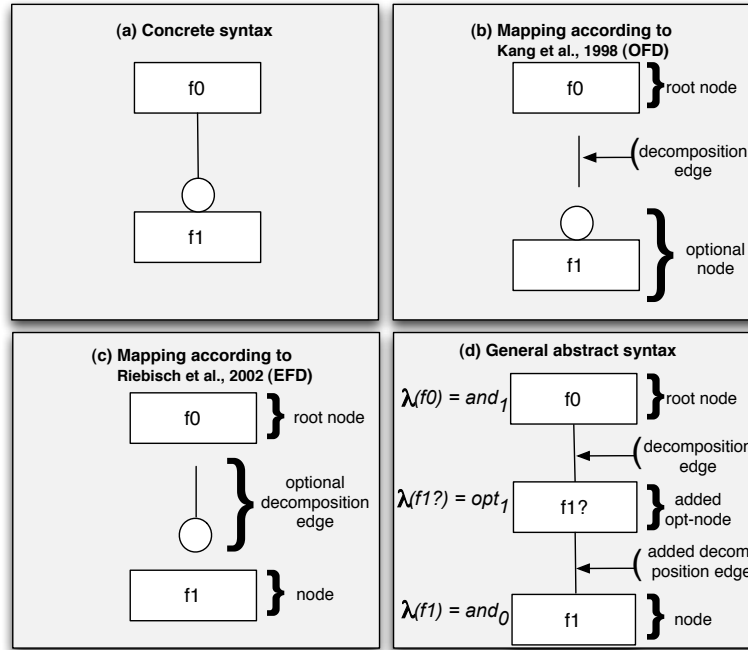 (a) Concrete syntax
f0
f1
(b) Mapping according to
Kang et al., 1998 (OFD)
f0
root node
(decomposition
edge
f1
optional
node
(c) Mapping according to
Riebisch et al., 2002 (EFD)
f0
root node
optional
decomposition
edge
f1
node
(d) General abstract syntax
λ(f0) = and1
f0
root node
(decomposition
edge
λ(f1?) = opt1
f1?
added
opt-node
(added decom
position edge
λ(f1) = and0
f1
node